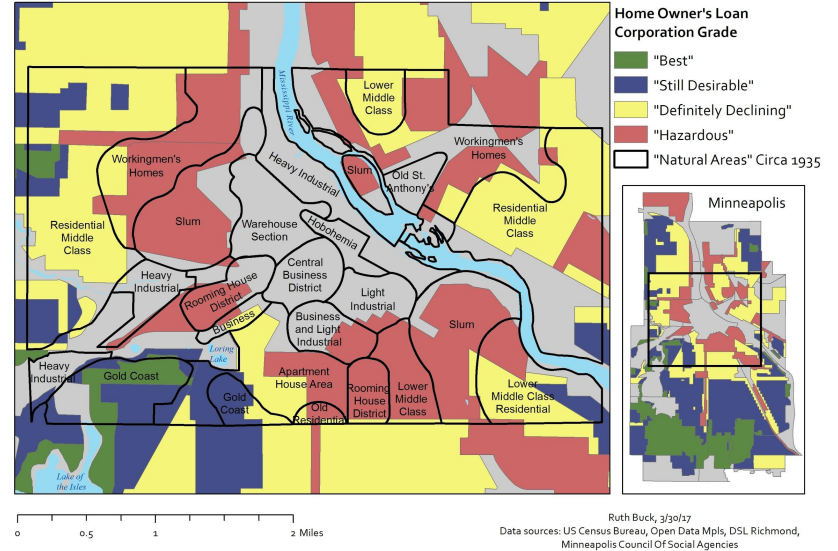 Home Owner's Loan
Corporation Grade
"Best"
"Still Desirable"
"Definitely Declining"
"Hazardous"
"Natural Areas" Circa 1935
Minneapolis
Mississippi River
Lower
Middle
Class
Workingmen's
Homes
Workingmen's
Homes
Heavy Industrial
Slum
Old St.
Anthony's
Residential
Middle
Class
Slum
Warehouse
Section
Hobohemia
Residential
Middle
Class
Heavy
Industrial
Central
Business
District
Rooming House
District
Light
Industrial
Business
Business
and Light
Industrial
Slum
Loring
Lake
Heavy
Industrial
Gold Coast
Gold
Coast
Apartment
House Area
Old
Residential
Rooming
House
District
Lower
Middle
Class
Lower
Middle Class
Residential
Lake of
the Isles
0 0.5 1 2 Miles
Ruth Buck, 3/30/17
Data sources: US Census Bureau, Open Data Mpls, DSL Richmond,
Minneapolis Council Of Social Agencies